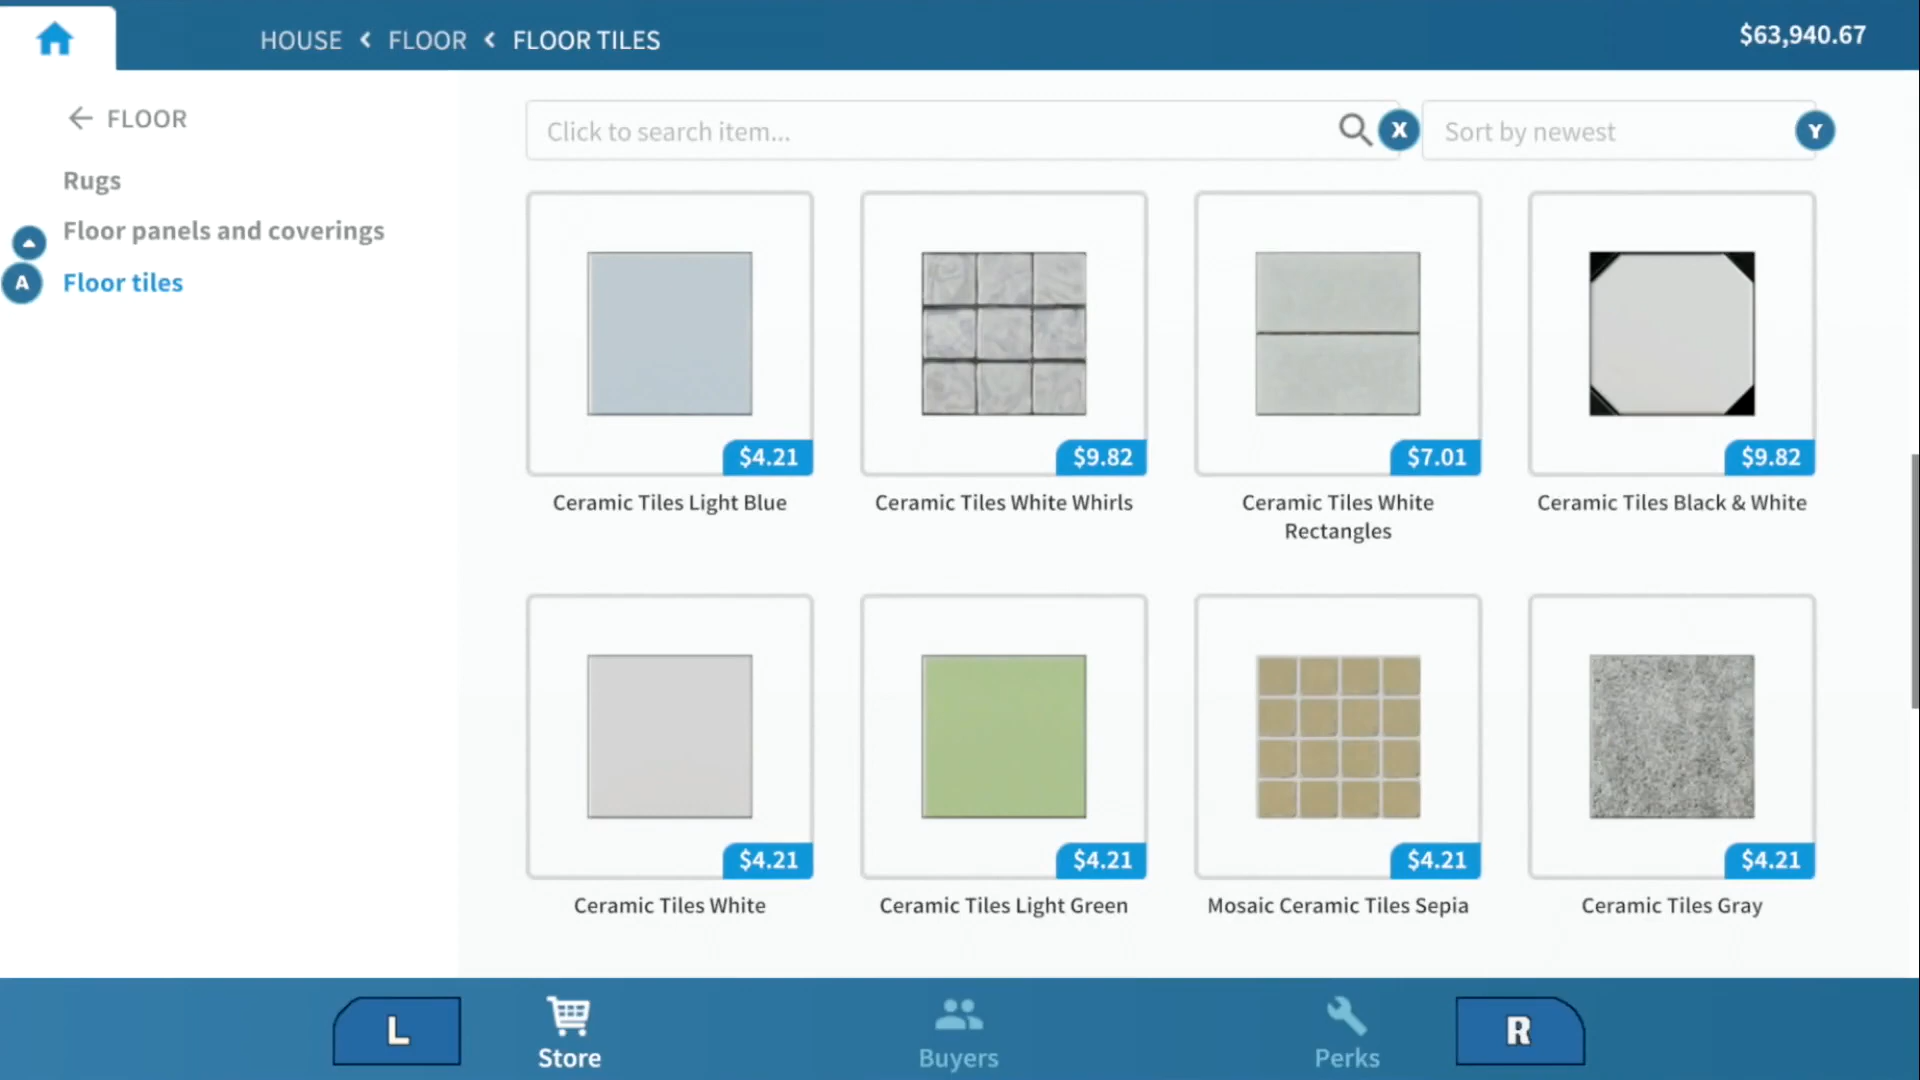 HOUSE < FLOOR < FLOOR TILES
$63,940.67
← FLOOR
Rugs
Floor panels and coverings
A
Floor tiles
Click to search item...
X
Sort by newest
Y
$4.21
$9.82
$7.01
$9.82
Ceramic Tiles Light Blue
Ceramic Tiles White Whirls
Ceramic Tiles White
Rectangles
Ceramic Tiles Black & White
$4.21
$4.21
$4.21
$4.21
Ceramic Tiles White
Ceramic Tiles Light Green
Mosaic Ceramic Tiles Sepia
Ceramic Tiles Gray
L
Store
Buyers
Perks
R